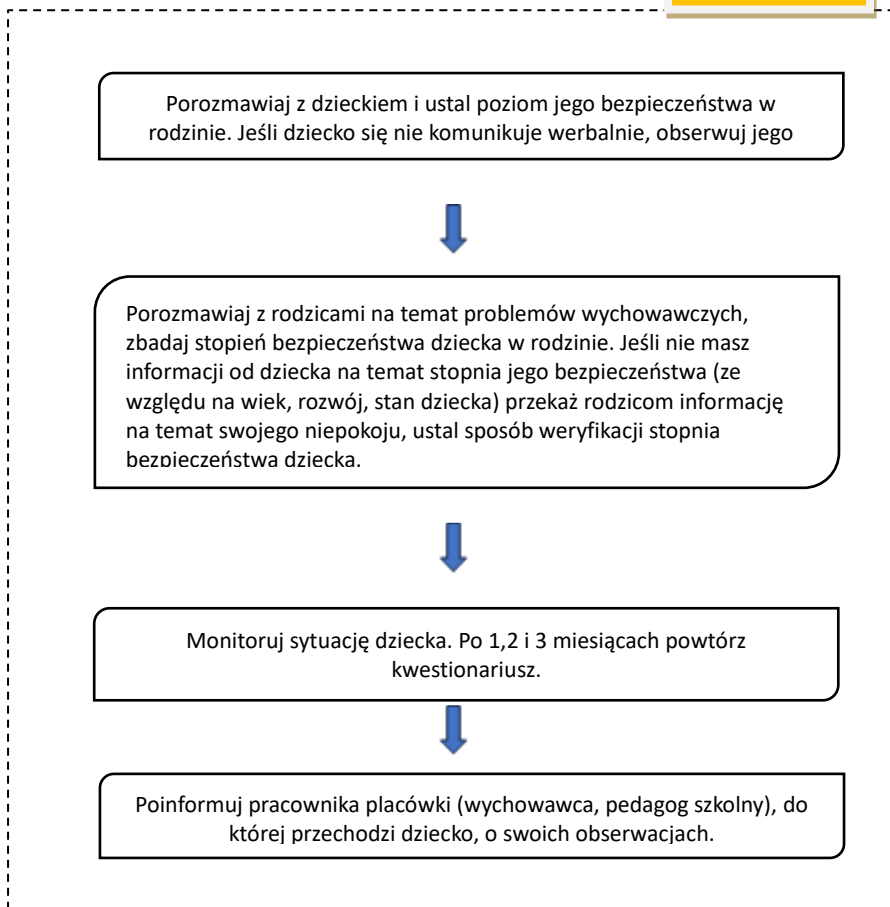 Porozmawiaj z dzieckiem i ustal poziom jego bezpieczeństwa w
rodzinie. Jeśli dziecko się nie komunikuje werbalnie, obserwuj jego
Porozmawiaj z rodzicami na temat problemów wychowawczych,
zbadaj stopień bezpieczeństwa dziecka w rodzinie. Jeśli nie masz
informacji od dziecka na temat stopnia jego bezpieczeństwa (ze
względu na wiek, rozwój, stan dziecka) przekaż rodzicom informację
na temat swojego niepokoju, ustal sposób weryfikacji stopnia
bezpieczeństwa dziecka.
Monitoruj sytuację dziecka. Po 1,2 i 3 miesiącach powtórz
kwestionariusz.
Poinformuj pracownika placówki (wychowawca, pedagog szkolny), do
której przechodzi dziecko, o swoich obserwacjach.